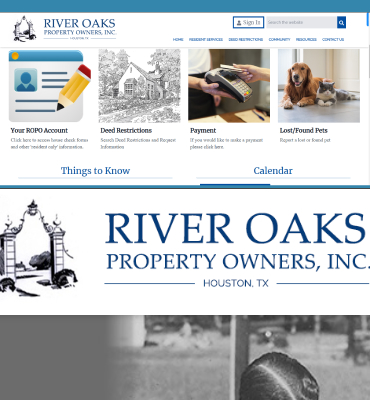 RIVER OAKS
PROPERTY OWNERS, INC.
HOUSTON, TX
Sign In
Search this website
HOME RESIDENT SERVICES DEED RESTRICTIONS COMMUNITY RESOURCES CONTACT US
Your ROPO Account
Click here to access house check forms
and other 'resident only' information.
Deed Restrictions
Search Deed Restrictions and Request
Information
Payment
If you would like to make a payment
please click here.
Lost/Found Pets
Report a lost or found pet
Things to Know
Calendar
RIVER OAKS
PROPERTY OWNERS, INC.
HOUSTON, TX